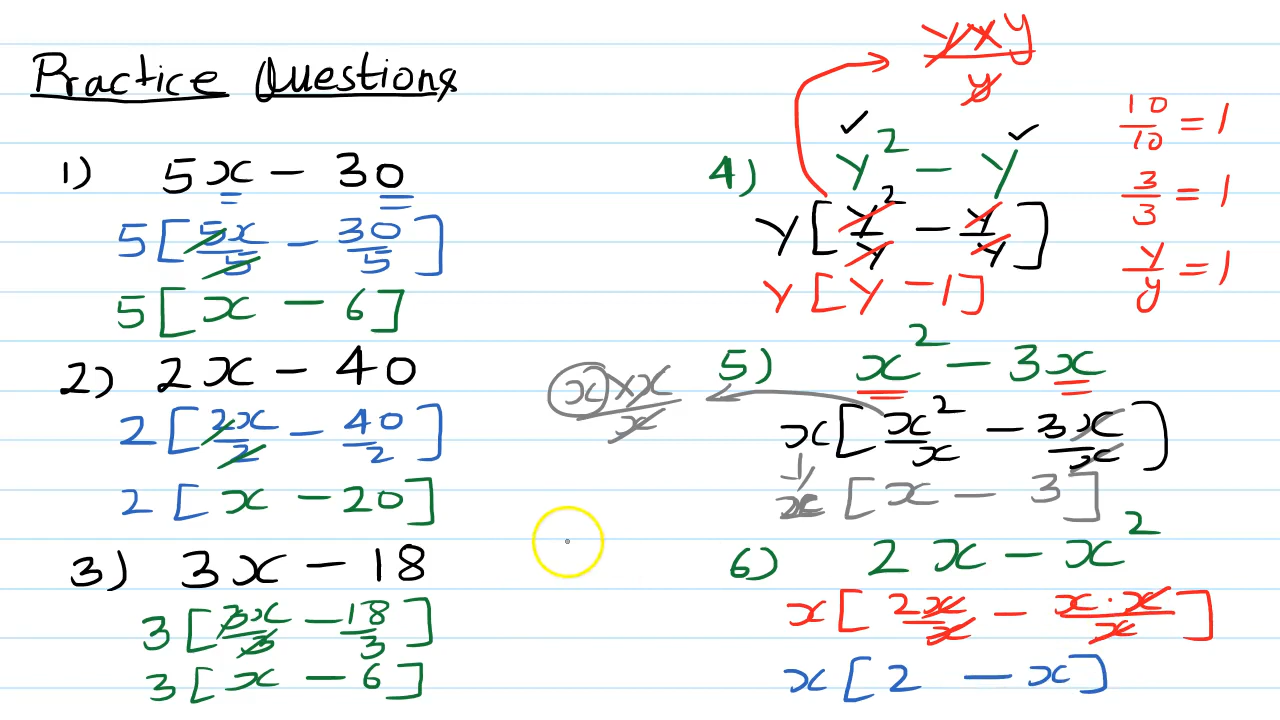 Practice Questions
1) 5x - 30
5[5x/5 - 30/5]
5[x - 6]
2) 2x - 40
2[2x/2 - 40/2]
2[x - 20]
3) 3x - 18
3[3x/3 - 18/3]
3[x - 6]
y×y/y
4) y² - y
y[y²/y - y/y]
y[y - 1]
10/10 = 1
3/3 = 1
y/y = 1
5) x² - 3x
x×x/x
x[x²/x - 3x/x]
x[x - 3]
6) 2x - x²
x[2x/x - x·x/x]
x[2 - x]